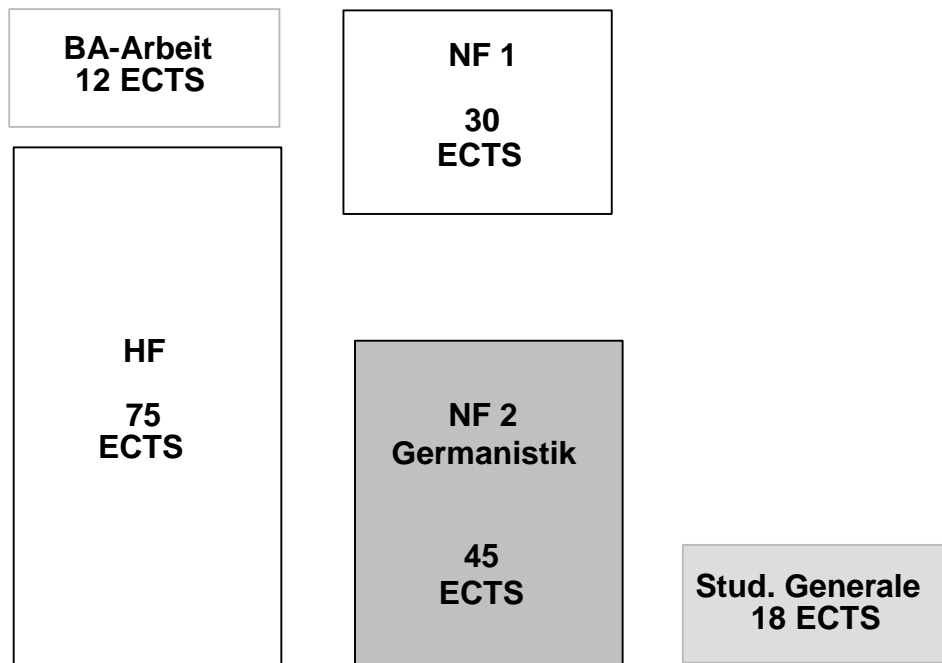 BA-Arbeit
12 ECTS
HF
75
ECTS
NF 1
30
ECTS
NF 2
Germanistik
45
ECTS
Stud. Generale
18 ECTS